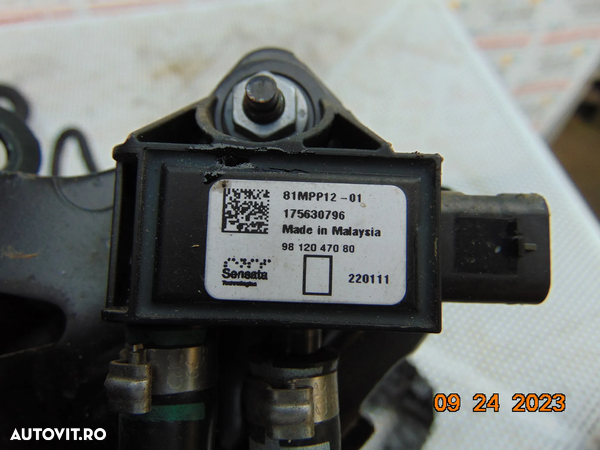 81MPP12-01
175630796
Made in Malaysia
98 120 470 80
Sensata
Technologies
220111
09 24 2023
AUTOVIT.RO